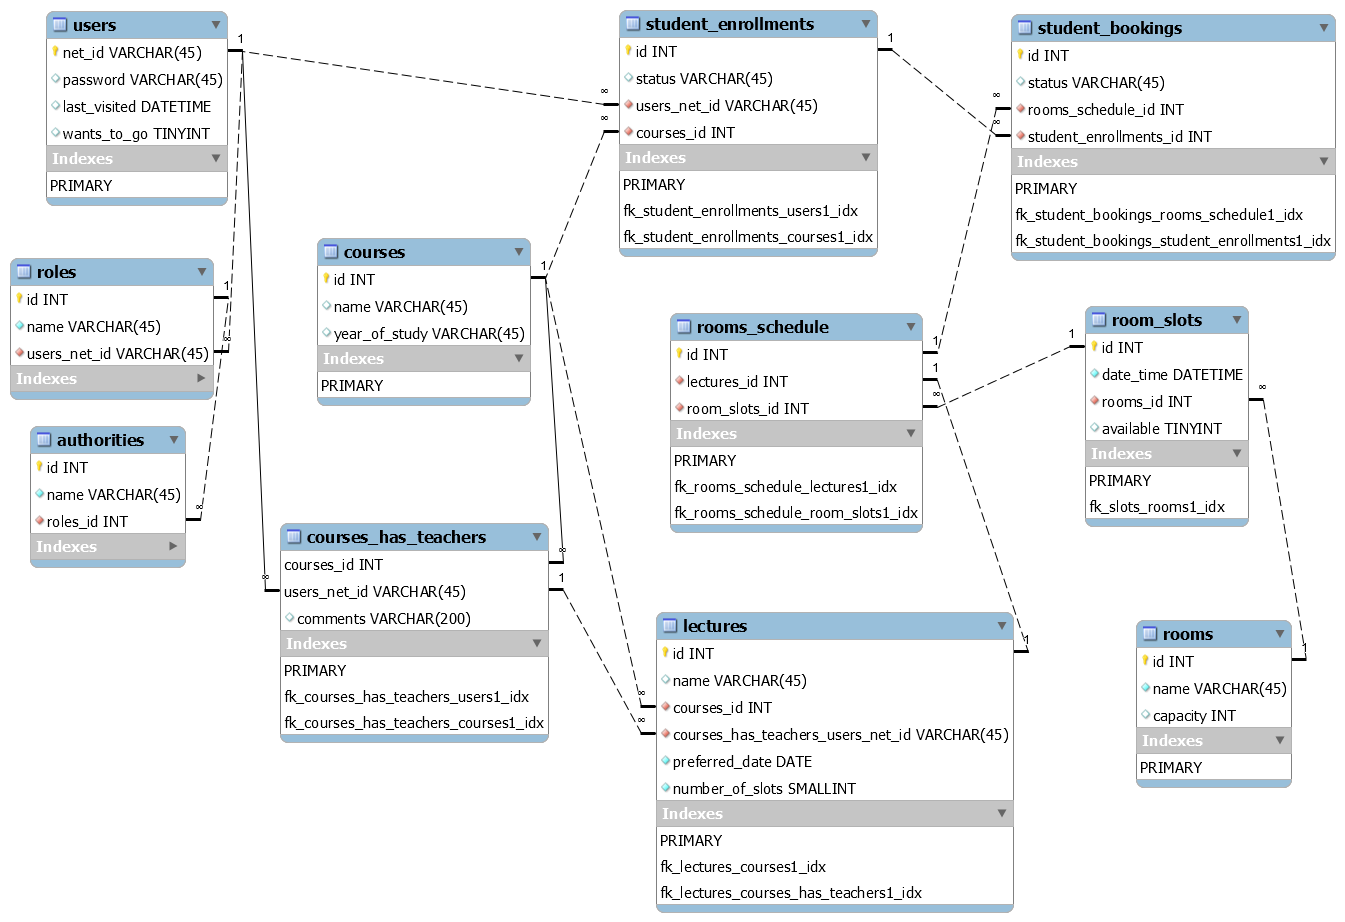 users
net_id VARCHAR(45)
password VARCHAR(45)
last_visited DATETIME
wants_to_go TINYINT
Indexes
PRIMARY
1
student_enrollments
id INT
status VARCHAR(45)
users_net_id VARCHAR(45)
courses_id INT
Indexes
PRIMARY
fk_student_enrollments_users1_idx
fk_student_enrollments_courses1_idx
∞
∞
1
student_bookings
id INT
status VARCHAR(45)
rooms_schedule_id INT
student_enrollments_id INT
Indexes
PRIMARY
fk_student_bookings_rooms_schedule1_idx
fk_student_bookings_student_enrollments1_idx
∞
∞
roles
id INT
name VARCHAR(45)
users_net_id VARCHAR(45)
Indexes
1
∞
courses
id INT
name VARCHAR(45)
year_of_study VARCHAR(45)
Indexes
PRIMARY
1
rooms_schedule
id INT
lectures_id INT
room_slots_id INT
Indexes
PRIMARY
fk_rooms_schedule_lectures1_idx
fk_rooms_schedule_room_slots1_idx
1
1
∞
room_slots
id INT
date_time DATETIME
rooms_id INT
available TINYINT
Indexes
PRIMARY
fk_slots_rooms1_idx
1
∞
authorities
id INT
name VARCHAR(45)
roles_id INT
Indexes
∞
courses_has_teachers
courses_id INT
users_net_id VARCHAR(45)
comments VARCHAR(200)
Indexes
PRIMARY
fk_courses_has_teachers_users1_idx
fk_courses_has_teachers_courses1_idx
∞
∞
1
lectures
id INT
name VARCHAR(45)
courses_id INT
courses_has_teachers_users_net_id VARCHAR(45)
preferred_date DATE
number_of_slots SMALLINT
Indexes
PRIMARY
fk_lectures_courses1_idx
fk_lectures_courses_has_teachers1_idx
∞
∞
1
rooms
id INT
name VARCHAR(45)
capacity INT
Indexes
PRIMARY
1